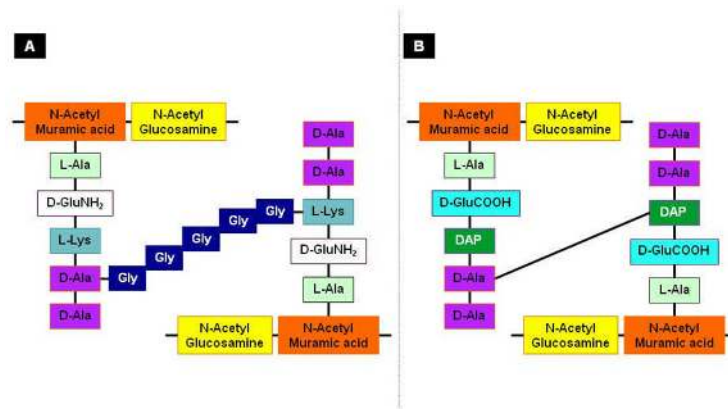 A
N-Acetyl
Muramic acid
N-Acetyl
Glucosamine
L-Ala
D-GluNH₂
L-Lys
D-Ala
D-Ala
Gly
Gly
Gly
Gly
Gly
D-Ala
D-Ala
L-Lys
D-GluNH₂
L-Ala
N-Acetyl
Glucosamine
N-Acetyl
Muramic acid
B
N-Acetyl
Muramic acid
N-Acetyl
Glucosamine
L-Ala
D-GluCOOH
DAP
D-Ala
D-Ala
D-Ala
D-Ala
DAP
D-GluCOOH
L-Ala
N-Acetyl
Glucosamine
N-Acetyl
Muramic acid